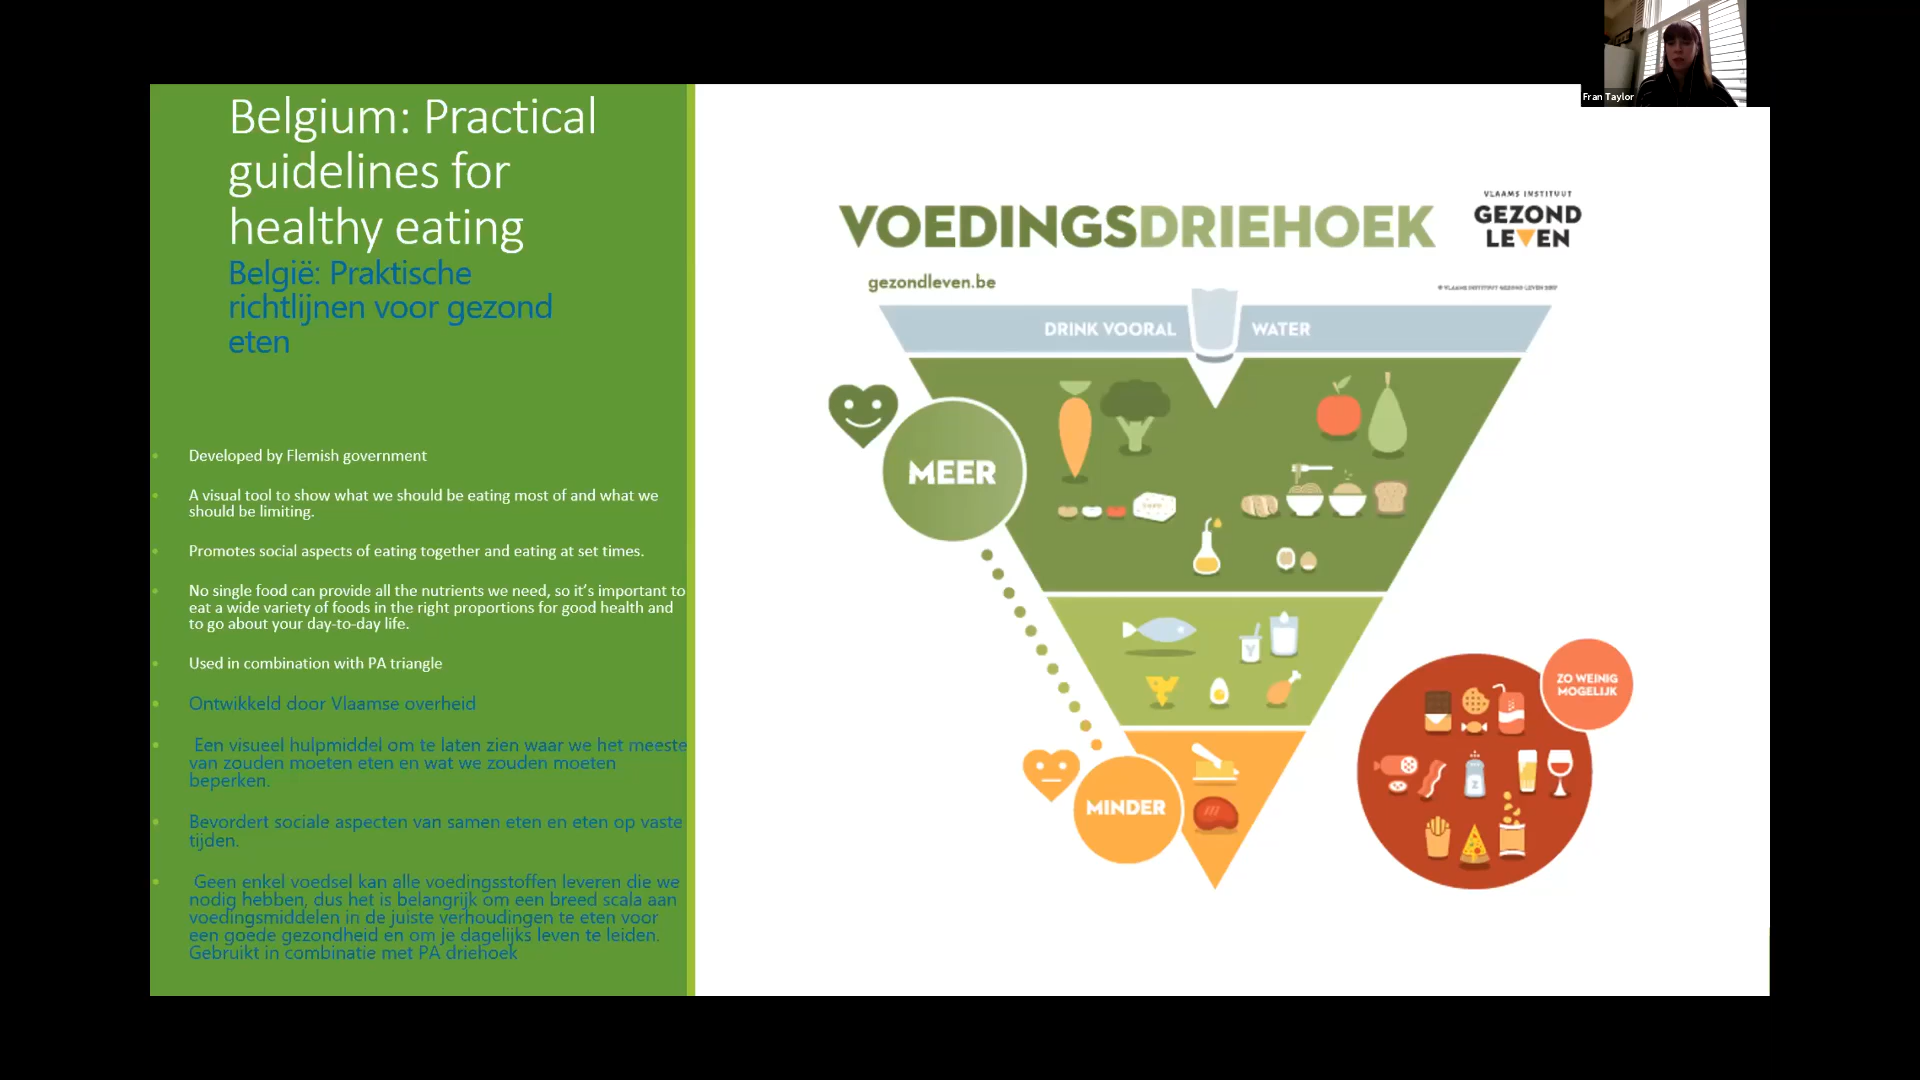 Fran Taylor
Belgium: Practical
guidelines for
healthy eating
België: Praktische
richtlijnen voor gezond
eten
Developed by Flemish government
A visual tool to show what we should be eating most of and what we
should be limiting.
Promotes social aspects of eating together and eating at set times.
No single food can provide all the nutrients we need, so it's important to
eat a wide variety of foods in the right proportions for good health and
to go about your day-to-day life.
Used in combination with PA triangle
Ontwikkeld door Vlaamse overheid
Een visueel hulpmiddel om te laten zien waar we het meeste
van zouden moeten eten en wat we zouden moeten
beperken.
Bevordert sociale aspecten van samen eten en eten op vaste
tijden.
Geen enkel voedsel kan alle voedingsstoffen leveren die we
nodig hebben, dus het is belangrijk om een breed scala aan
voedingsmiddelen in de juiste verhoudingen te eten voor
een goede gezondheid en om je dagelijks leven te leiden.
Gebruikt in combinatie met PA driehoek
VOEDINGSDRIEHOEK
VLAAMS INSTITUUT
GEZOND
LEVEN
gezondleven.be
© VLAAMS INSTITUUT GEZOND LEVEN 2017
DRINK VOORAL WATER
MEER
Y
MINDER
ZO WEINIG
MOGELIJK
Z